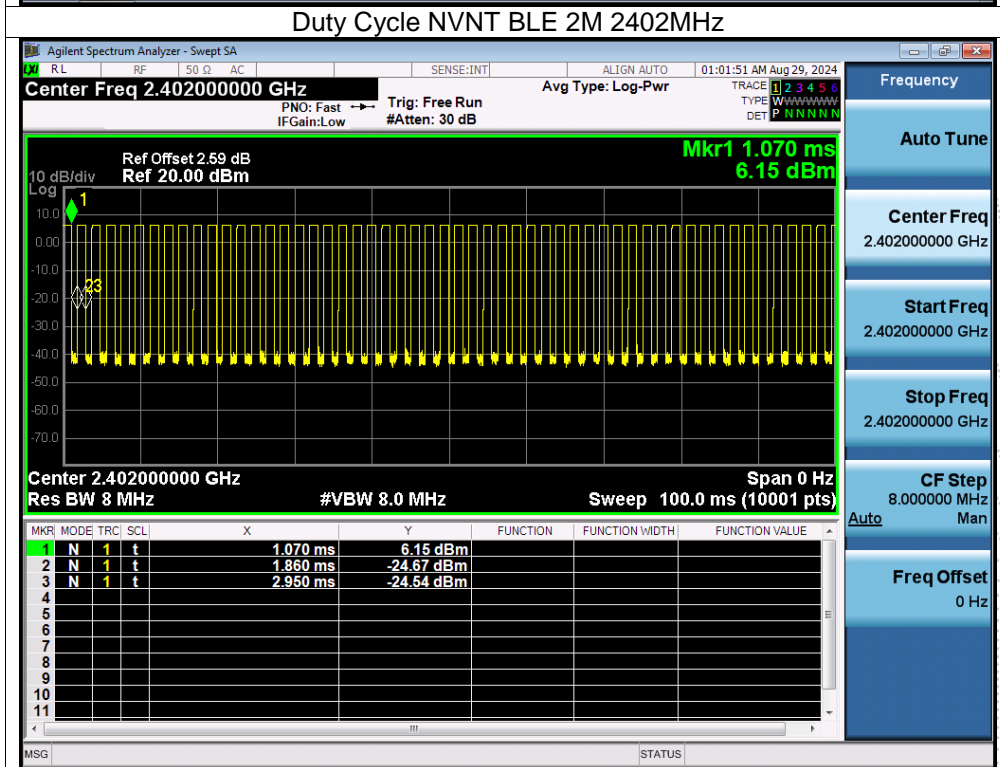 Duty Cycle NVNT BLE 2M 2402MHz
Agilent Spectrum Analyzer - Swept SA
LXI RL RF 50 Ω AC SENSE:INT ALIGN AUTO 01:01:51 AM Aug 29, 2024
Center Freq 2.402000000 GHz
PNO: Fast
IFGain:Low
Trig: Free Run
#Atten: 30 dB
Avg Type: Log-Pwr
TRACE 1 2 3 4 5 6
TYPE WWWWWWW
DET P N N N N N
Mkr1 1.070 ms
6.15 dBm
Ref Offset 2.59 dB
10 dB/div Ref 20.00 dBm
Log
1
10.0
0.00
-10.0
23
-20.0
-30.0
-40.0
-50.0
-60.0
-70.0
Center 2.402000000 GHz Span 0 Hz
Res BW 8 MHz #VBW 8.0 MHz Sweep 100.0 ms (10001 pts)
MKR MODE TRC SCL X Y FUNCTION FUNCTION WIDTH FUNCTION VALUE
1 N 1 t 1.070 ms 6.15 dBm
2 N 1 t 1.860 ms -24.67 dBm
3 N 1 t 2.950 ms -24.54 dBm
4
5
6
7
8
9
10
11
MSG STATUS
Frequency
Auto Tune
Center Freq
2.402000000 GHz
Start Freq
2.402000000 GHz
Stop Freq
2.402000000 GHz
CF Step
8.000000 MHz
Auto Man
Freq Offset
0 Hz